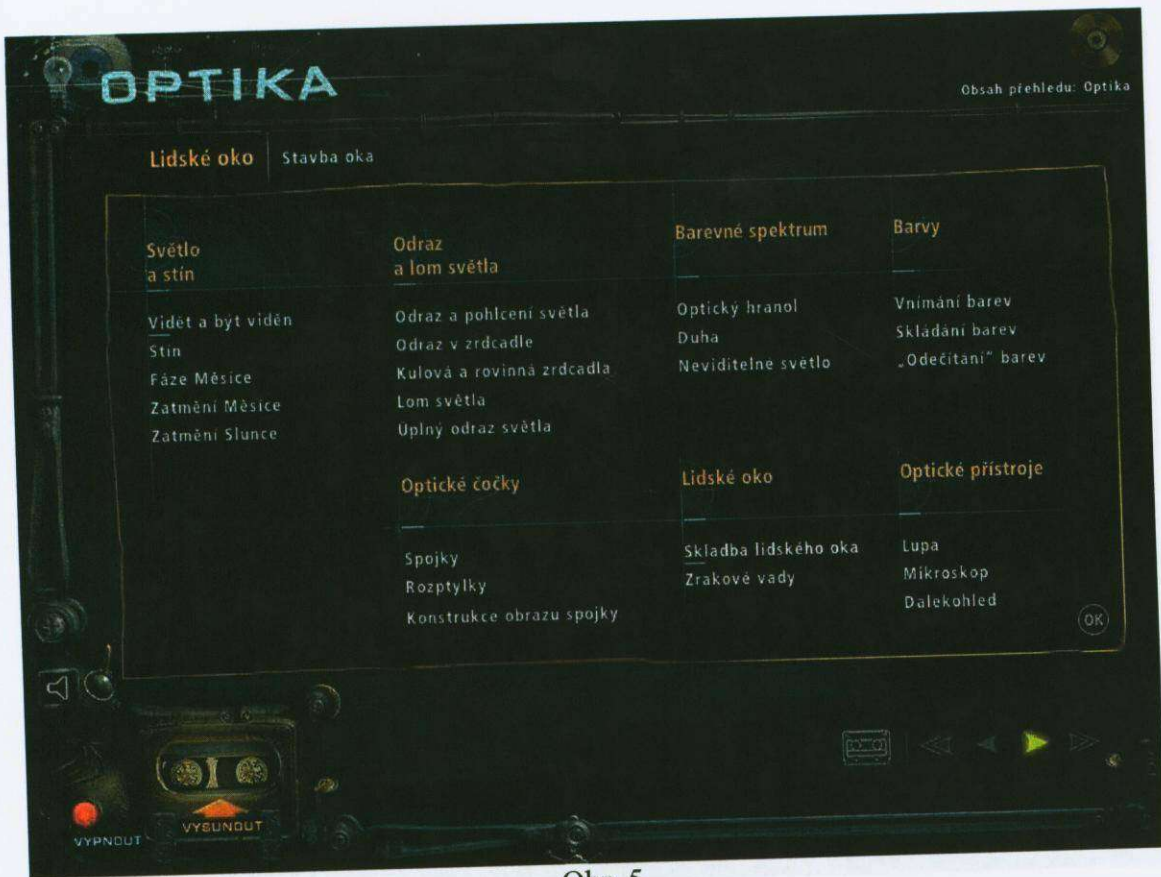 OPTIKA
Obsah přehledu: Optika
Lidské oko
Stavba oka
Světlo
a stín
Vidět a být viděn
Stín
Fáze Měsíce
Zatmění Měsíce
Zatmění Slunce
Odraz
a lom světla
Odraz a pohlcení světla
Odraz v zrdcadle
Kulová a rovinná zrdcadla
Lom světla
Úplný odraz světla
Barevné spektrum
Optický hranol
Duha
Neviditelné světlo
Barvy
Vnímání barev
Skládání barev
„Odečítání“ barev
Optické čočky
Spojky
Rozptylky
Konstrukce obrazu spojky
Lidské oko
Skladba lidského oka
Zrakové vady
Optické přístroje
Lupa
Mikroskop
Dalekohled
OK
VYPNOUT
VYSUNOUT